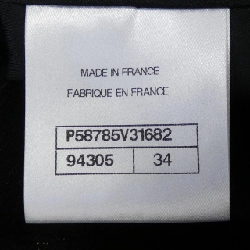 MADE IN FRANCE
FABRIQUE EN FRANCE
P58785V31682
94305 34